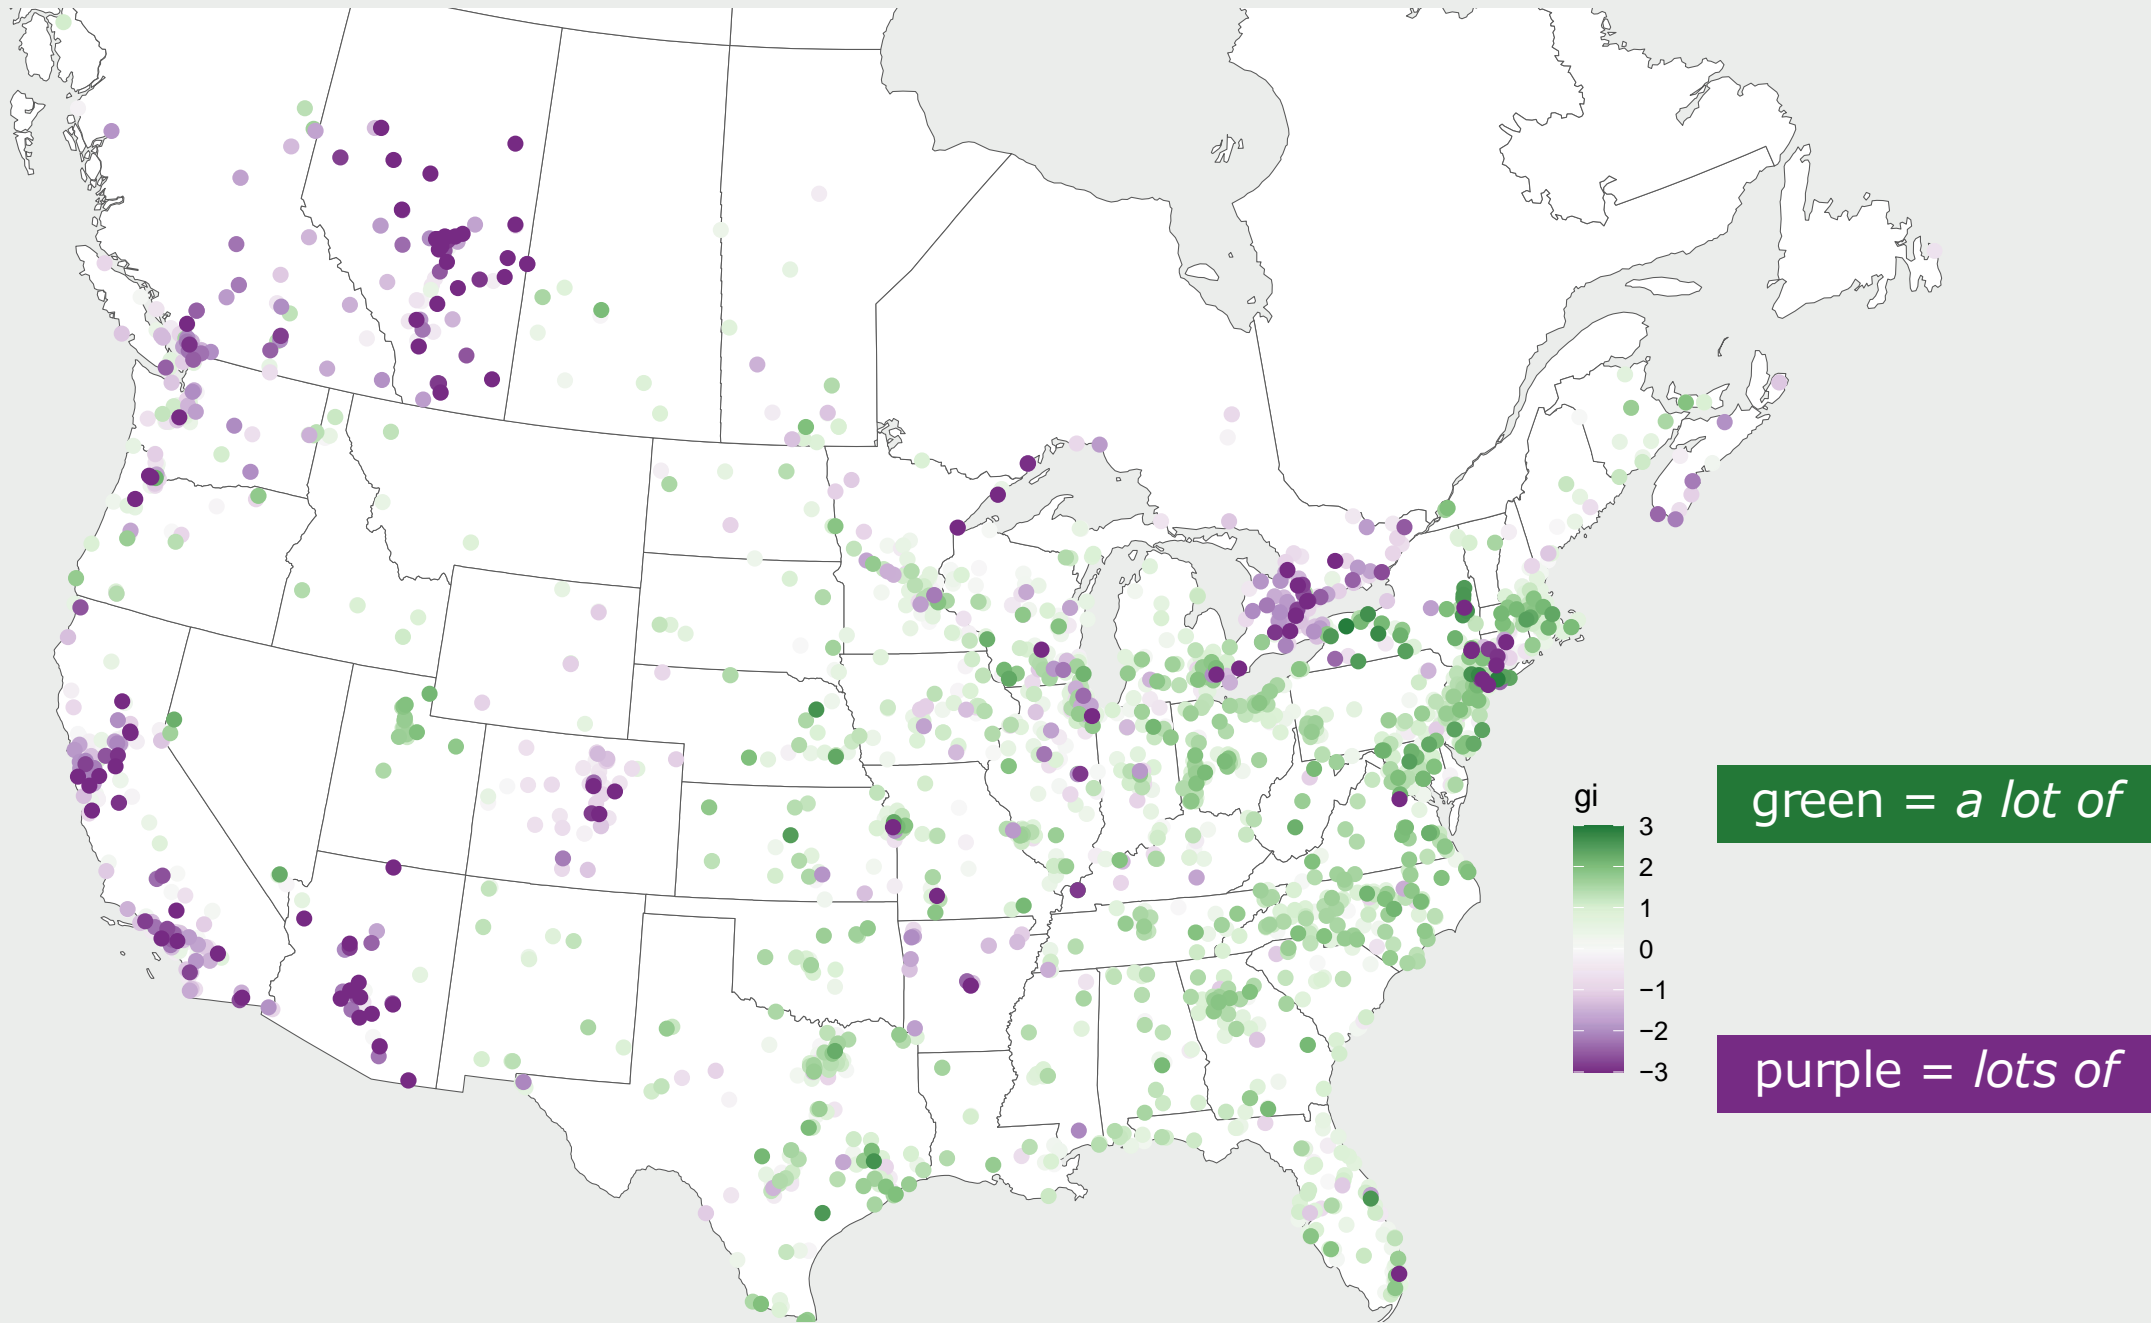 gi
3
2
1
0
−1
−2
−3
green = a lot of
purple = lots of